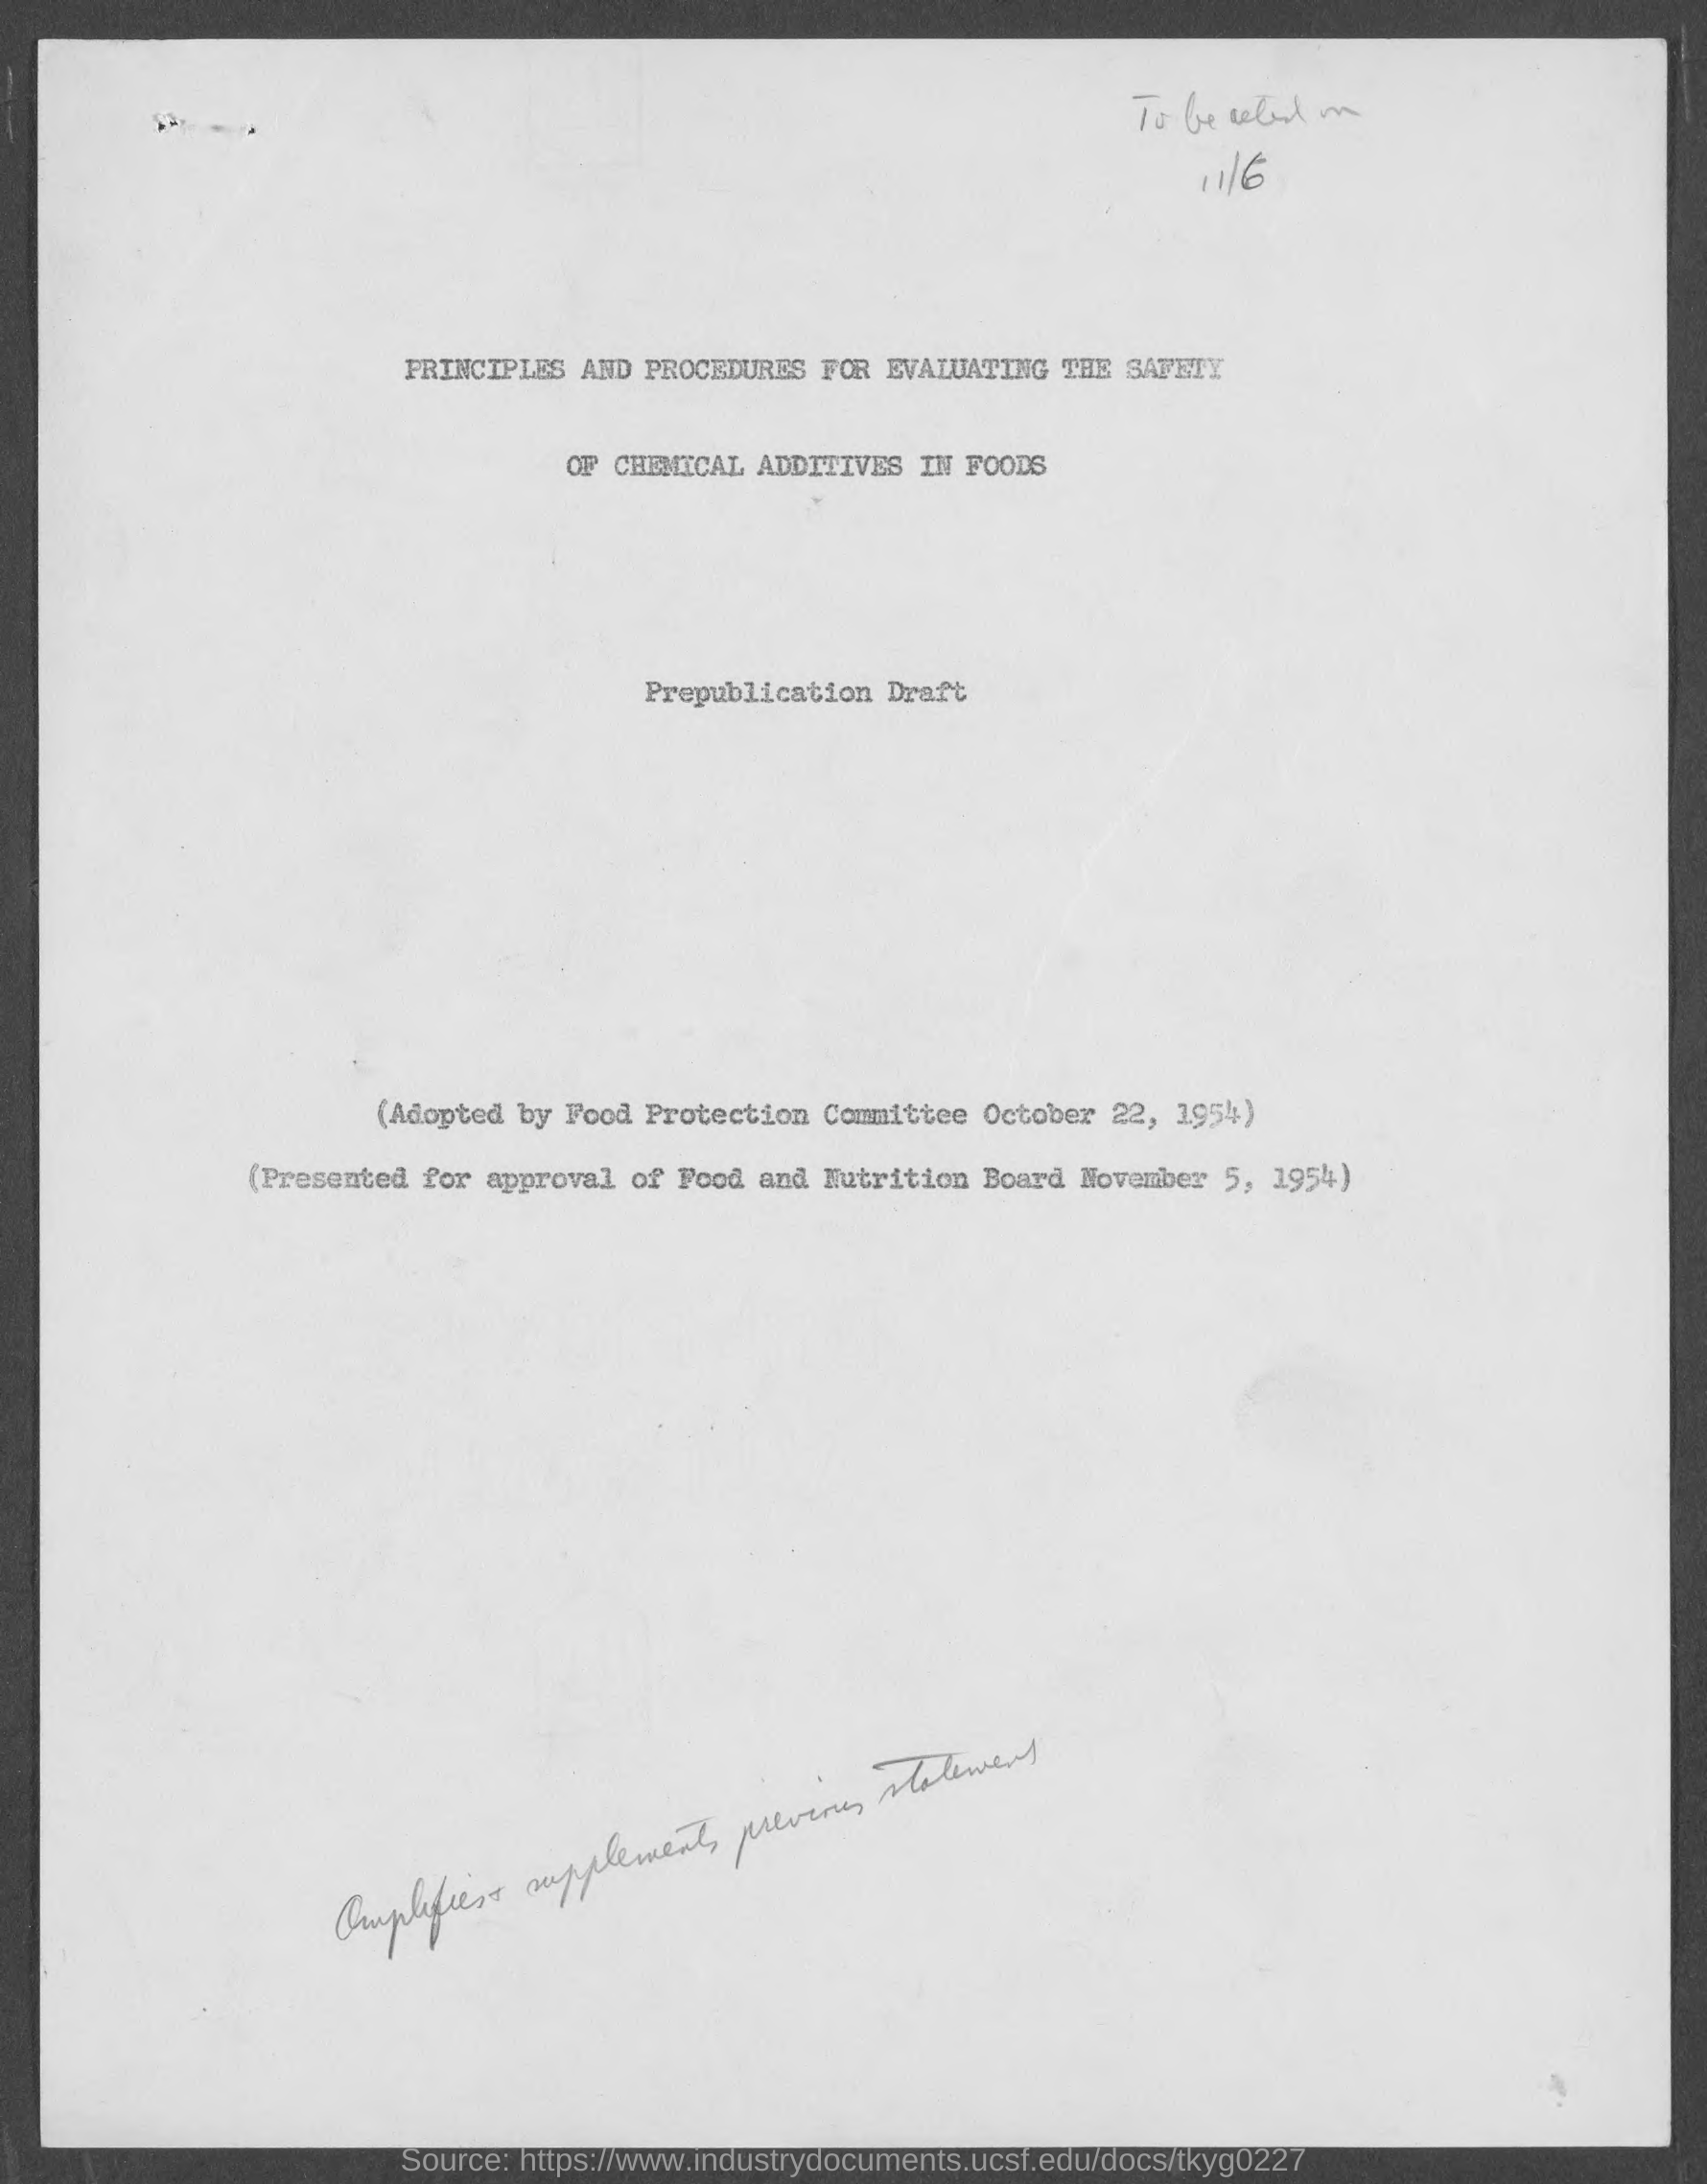 To be acted on
11/6
PRINCIPLES AND PROCEDURES FOR EVALUATING THE SAFETY
OF CHEMICAL ADDITIVES IN FOODS
Prepublication Draft
(Adopted by Food Protection Committee October 22, 1954)
(Presented for approval of Food and Nutrition Board November 5, 1954)
Amplifies + supplements previous statement
Source: https://www.industrydocuments.ucsf.edu/docs/tkyg0227